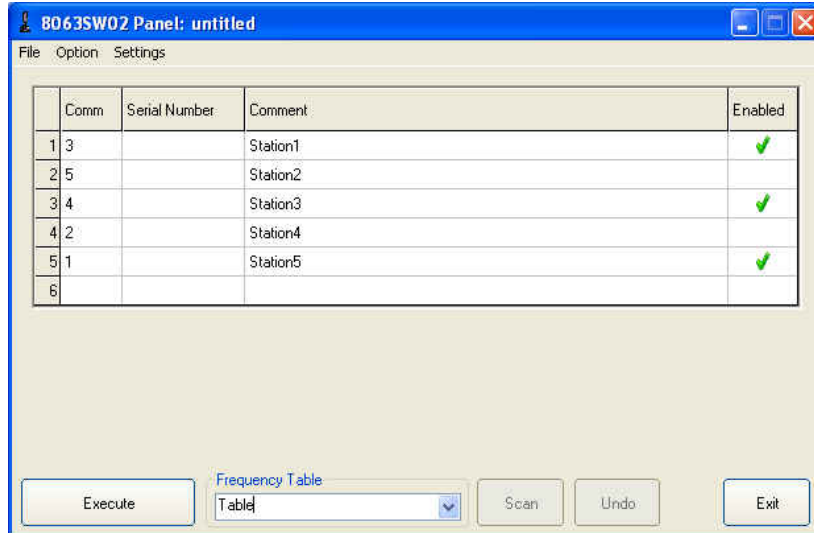 8063SW02 Panel: untitled
File Option Settings
Comm Serial Number Comment Enabled
1 3 Station1
2 5 Station2
3 4 Station3
4 2 Station4
5 1 Station5
6
Frequency Table
Execute Table Scan Undo Exit